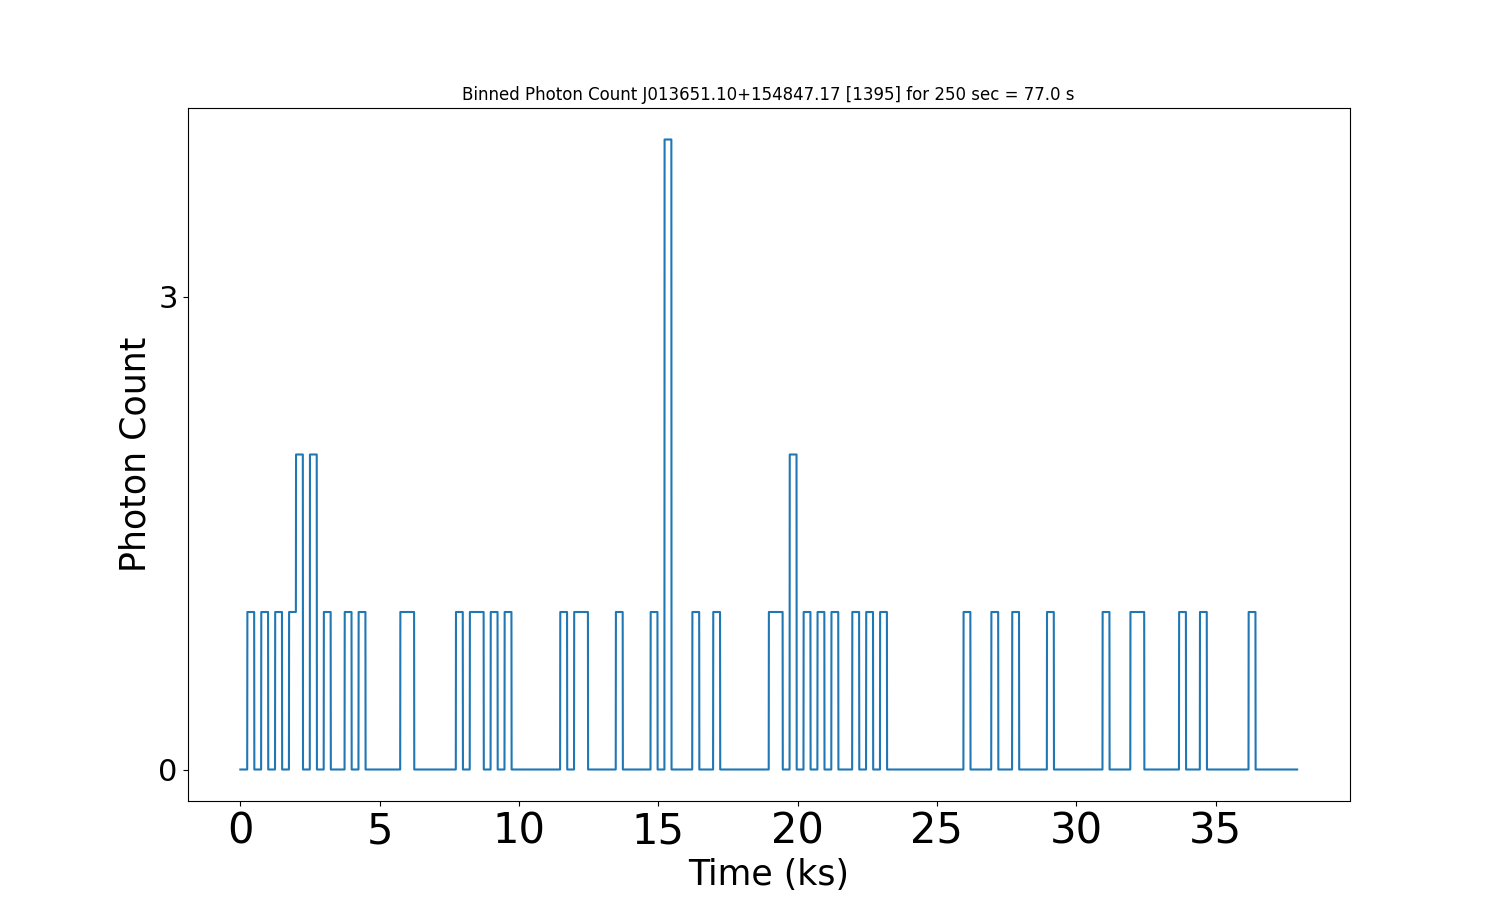 Binned Photon Count J013651.10+154847.17 [1395] for 250 sec = 77.0 s
3
Photon Count
0
0 5 10 15 20 25 30 35
Time (ks)